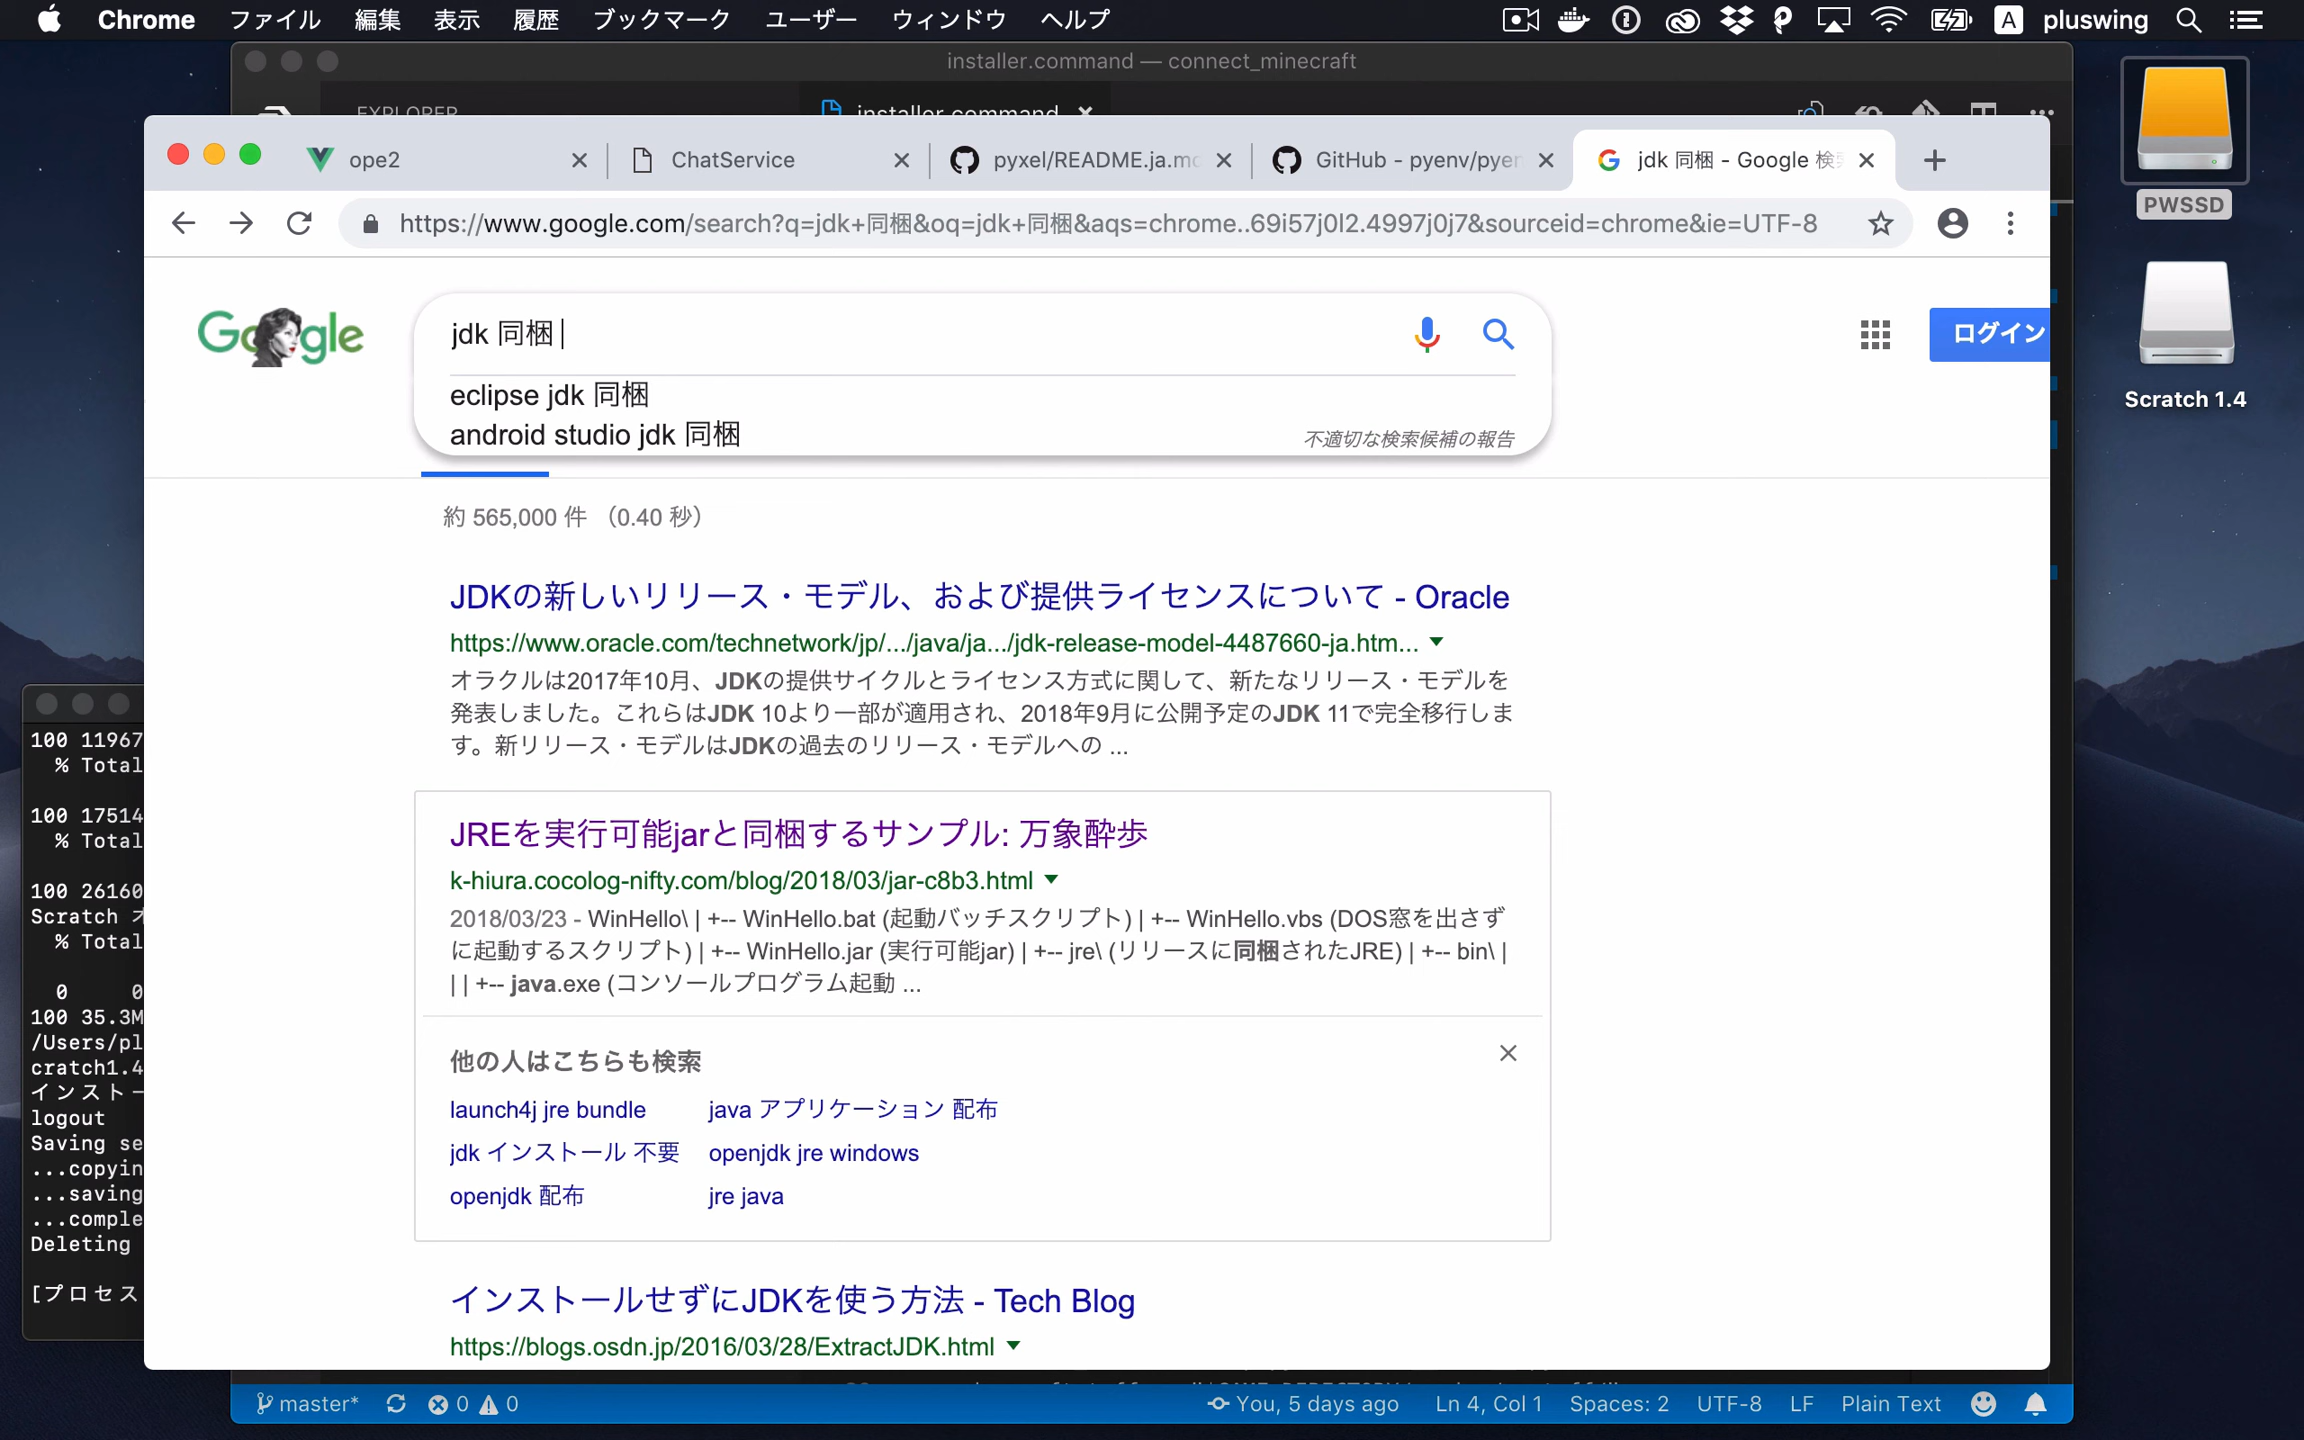 Chrome ファイル 編集 表示 履歴 ブックマーク ユーザー ウィンドウ ヘルプ A pluswing
installer.command — connect_minecraft
EXPLORER installer.command
ope2 ChatService pyxel/README.ja.mc GitHub - pyenv/pyen jdk 同梱 - Google 検索
https://www.google.com/search?q=jdk+同梱&oq=jdk+同梱&aqs=chrome..69i57j0l2.4997j0j7&sourceid=chrome&ie=UTF-8
PWSSD
Google
jdk 同梱
ログイン
eclipse jdk 同梱
android studio jdk 同梱
不適切な検索候補の報告
Scratch 1.4
約 565,000 件 （0.40 秒）
JDKの新しいリリース・モデル、および提供ライセンスについて - Oracle
https://www.oracle.com/technetwork/jp/.../java/ja.../jdk-release-model-4487660-ja.htm...
オラクルは2017年10月、JDKの提供サイクルとライセンス方式に関して、新たなリリース・モデルを
発表しました。これらはJDK 10より一部が適用され、2018年9月に公開予定のJDK 11で完全移行しま
す。新リリース・モデルはJDKの過去のリリース・モデルへの ...
JREを実行可能jarと同梱するサンプル: 万象酔歩
k-hiura.cocolog-nifty.com/blog/2018/03/jar-c8b3.html
2018/03/23 - WinHello\ | +-- WinHello.bat (起動バッチスクリプト) | +-- WinHello.vbs (DOS窓を出さず
に起動するスクリプト) | +-- WinHello.jar (実行可能jar) | +-- jre\ (リリースに同梱されたJRE) | +-- bin\ |
| | +-- java.exe (コンソールプログラム起動 ...
他の人はこちらも検索
launch4j jre bundle java アプリケーション 配布
jdk インストール 不要 openjdk jre windows
openjdk 配布 jre java
インストールせずにJDKを使う方法 - Tech Blog
https://blogs.osdn.jp/2016/03/28/ExtractJDK.html
100 11967
% Total
100 17514
% Total
100 26160
Scratch
% Total
0 0
100 35.3M
/Users/pl
cratch1.4
インストー
logout
Saving se
...copyin
...saving
...comple
Deleting
[プロセス
master* 0 0 You, 5 days ago Ln 4, Col 1 Spaces: 2 UTF-8 LF Plain Text